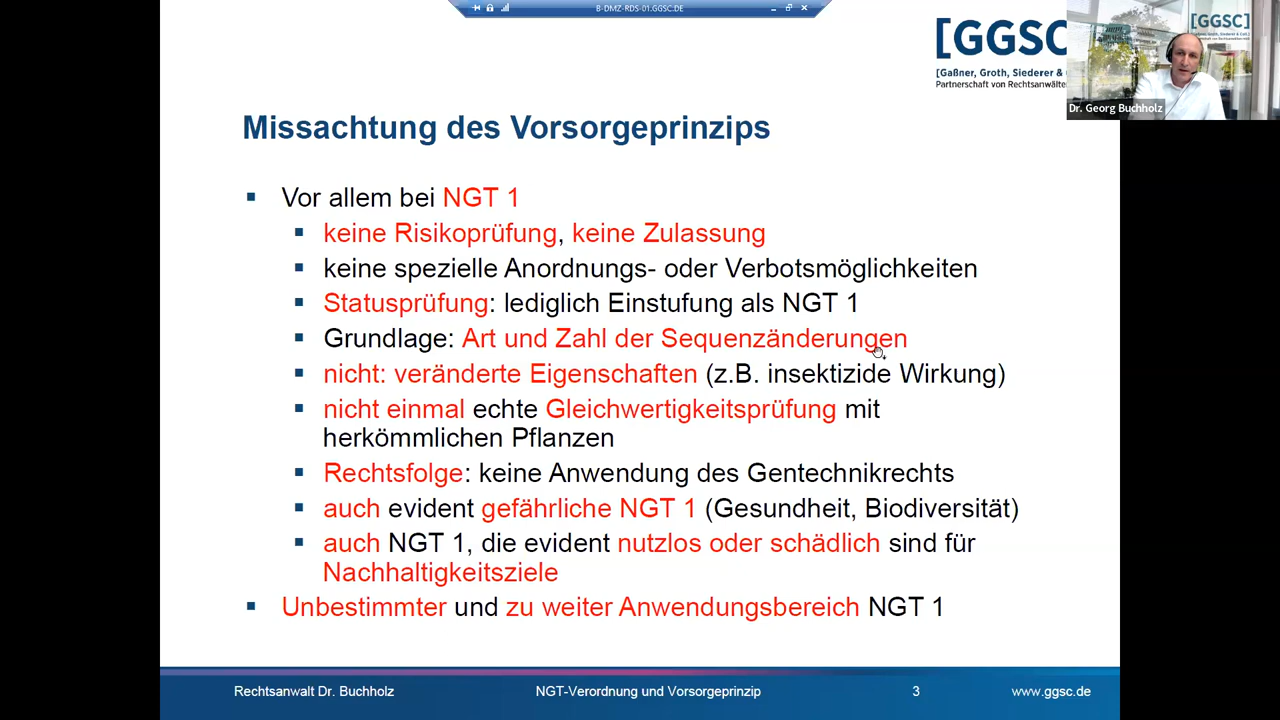 B-DMZ-RDS-01.GGSC.DE
[GGSC
[Gaßner, Groth, Siederer &
Partnerschaft von Rechtsanwälte
[GGSC]
Dr. Georg Buchholz
Missachtung des Vorsorgeprinzips
Vor allem bei NGT 1
keine Risikoprüfung, keine Zulassung
keine spezielle Anordnungs- oder Verbotsmöglichkeiten
Statusprüfung: lediglich Einstufung als NGT 1
Grundlage: Art und Zahl der Sequenzänderungen
nicht: veränderte Eigenschaften (z.B. insektizide Wirkung)
nicht einmal echte Gleichwertigkeitsprüfung mit
herkömmlichen Pflanzen
Rechtsfolge: keine Anwendung des Gentechnikrechts
auch evident gefährliche NGT 1 (Gesundheit, Biodiversität)
auch NGT 1, die evident nutzlos oder schädlich sind für
Nachhaltigkeitsziele
Unbestimmter und zu weiter Anwendungsbereich NGT 1
Rechtsanwalt Dr. Buchholz
NGT-Verordnung und Vorsorgeprinzip
3
www.ggsc.de